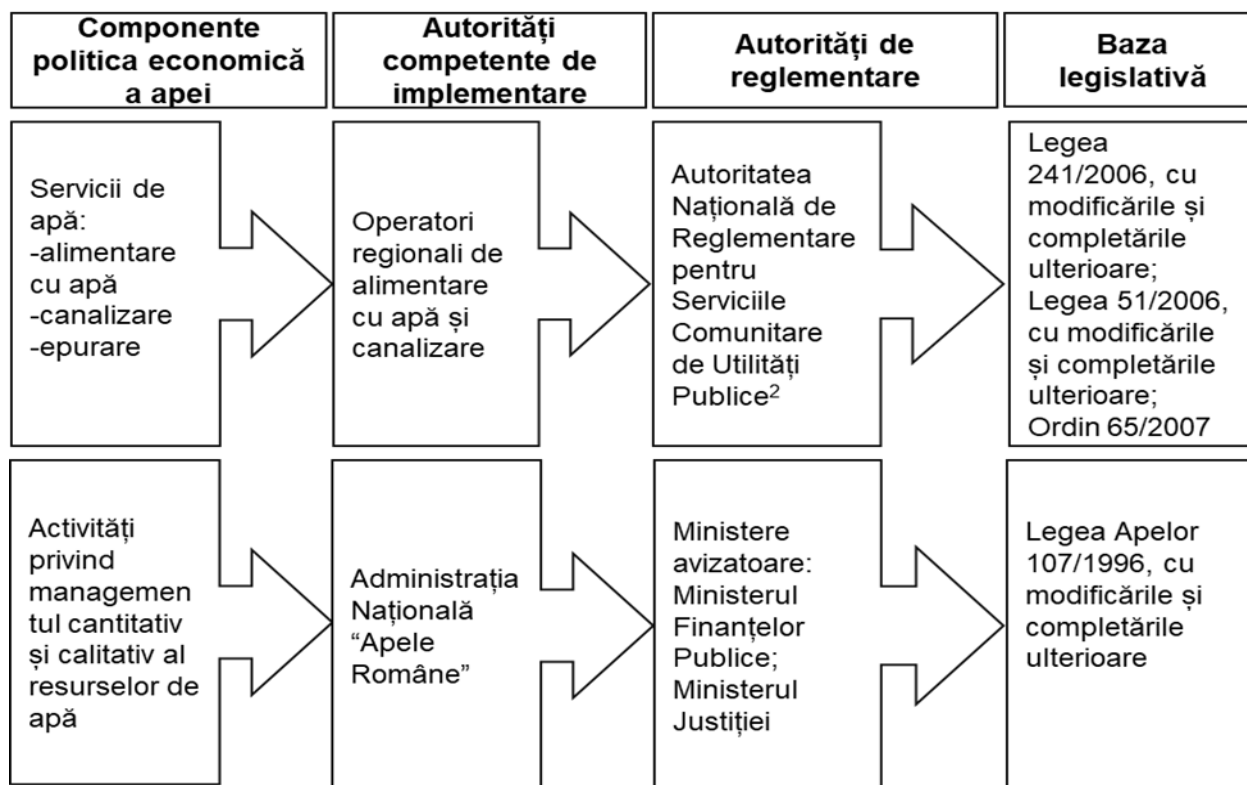 Componente
politica economică
a apei
Autorități
competente de
implementare
Autorități de
reglementare
Baza
legislativă
Servicii de
apă:
-alimentare
cu apă
-canalizare
-epurare
Operatori
regionali de
alimentare
cu apă și
canalizare
Autoritatea
Națională de
Reglementare
pentru
Serviciile
Comunitare
de Utilități
Publice²
Legea
241/2006, cu
modificările și
completările
ulterioare;
Legea 51/2006,
cu modificările
și completările
ulterioare;
Ordin 65/2007
Activități
privind
managemen
tul cantitativ
și calitativ al
resurselor de
apă
Administrația
Națională
“Apele
Române”
Ministere
avizatoare:
Ministerul
Finanțelor
Publice;
Ministerul
Justiției
Legea Apelor
107/1996, cu
modificările și
completările
ulterioare